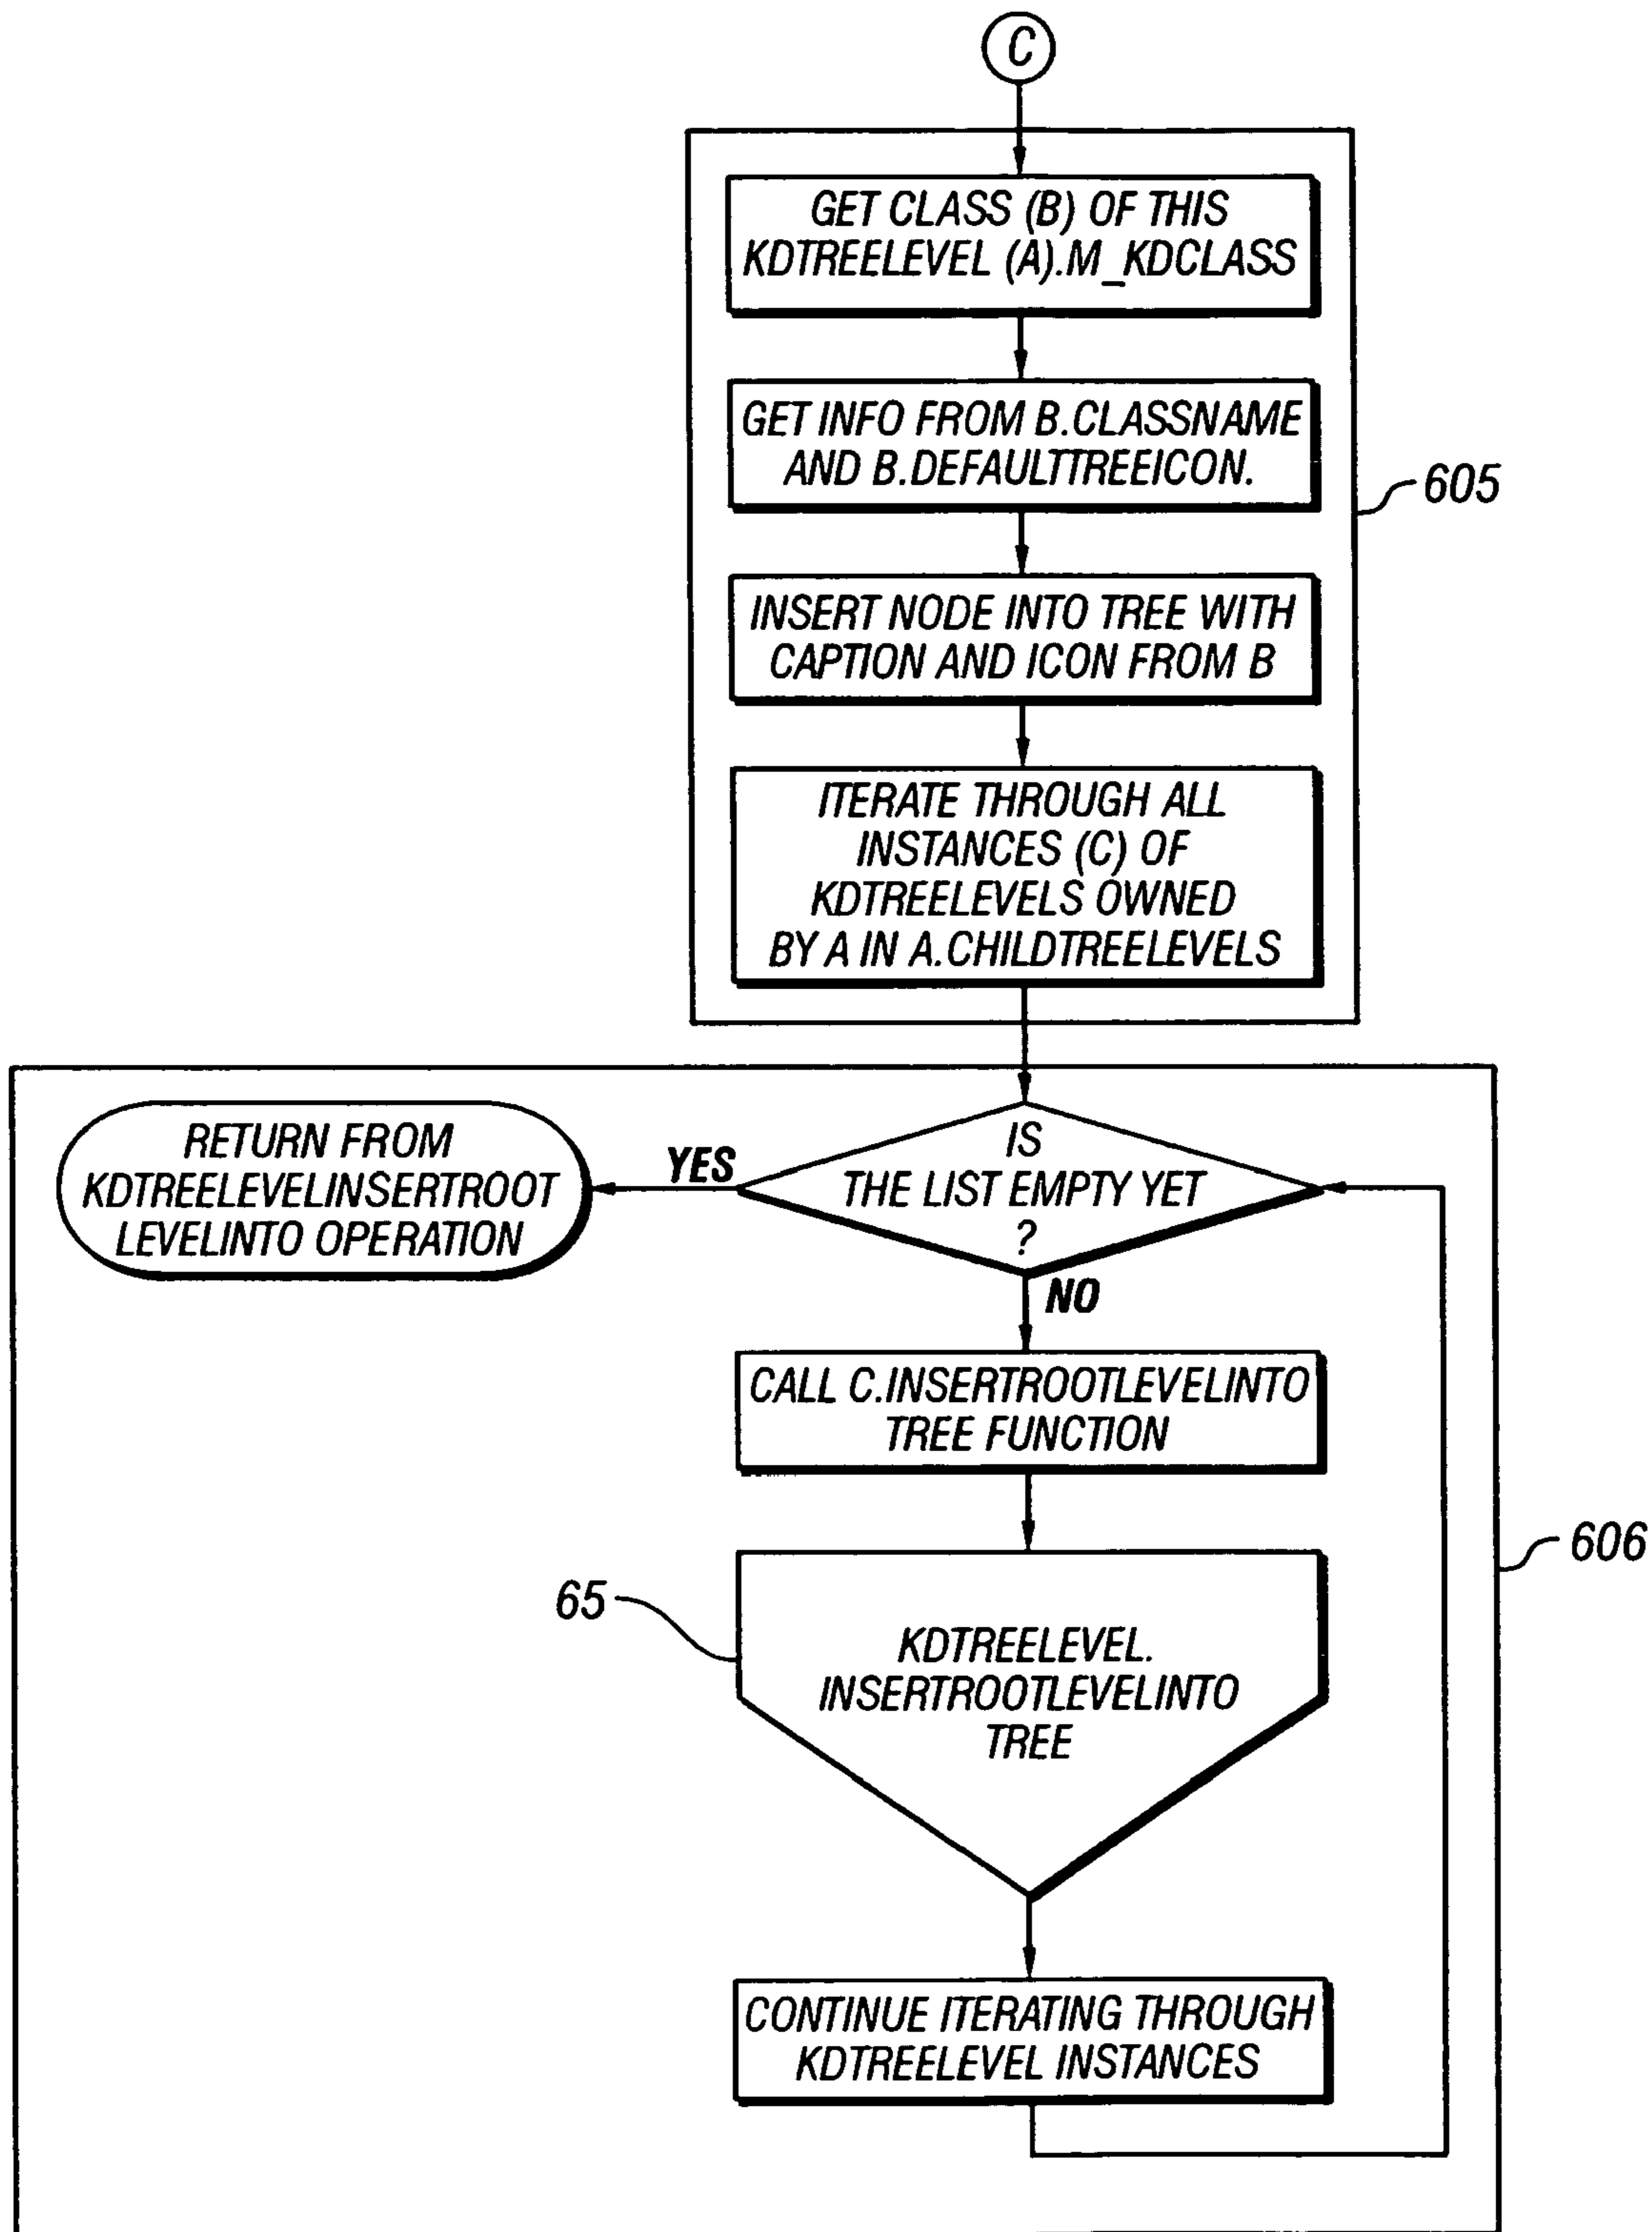 C
GET CLASS (B) OF THIS
KDTREELEVEL (A).M_KDCLASS
GET INFO FROM B.CLASSNAME
AND B.DEFAULTTREEICON.
605
INSERT NODE INTO TREE WITH
CAPTION AND ICON FROM B
ITERATE THROUGH ALL
INSTANCES (C) OF
KDTREELEVELS OWNED
BY A IN A.CHILDTREELEVELS
RETURN FROM
KDTREELEVELINSERTROOT
LEVELINTO OPERATION
YES
IS
THE LIST EMPTY YET
?
NO
CALL C.INSERTROOTLEVELINTO
TREE FUNCTION
606
65
KDTREELEVEL.
INSERTROOTLEVELINTO
TREE
CONTINUE ITERATING THROUGH
KDTREELEVEL INSTANCES